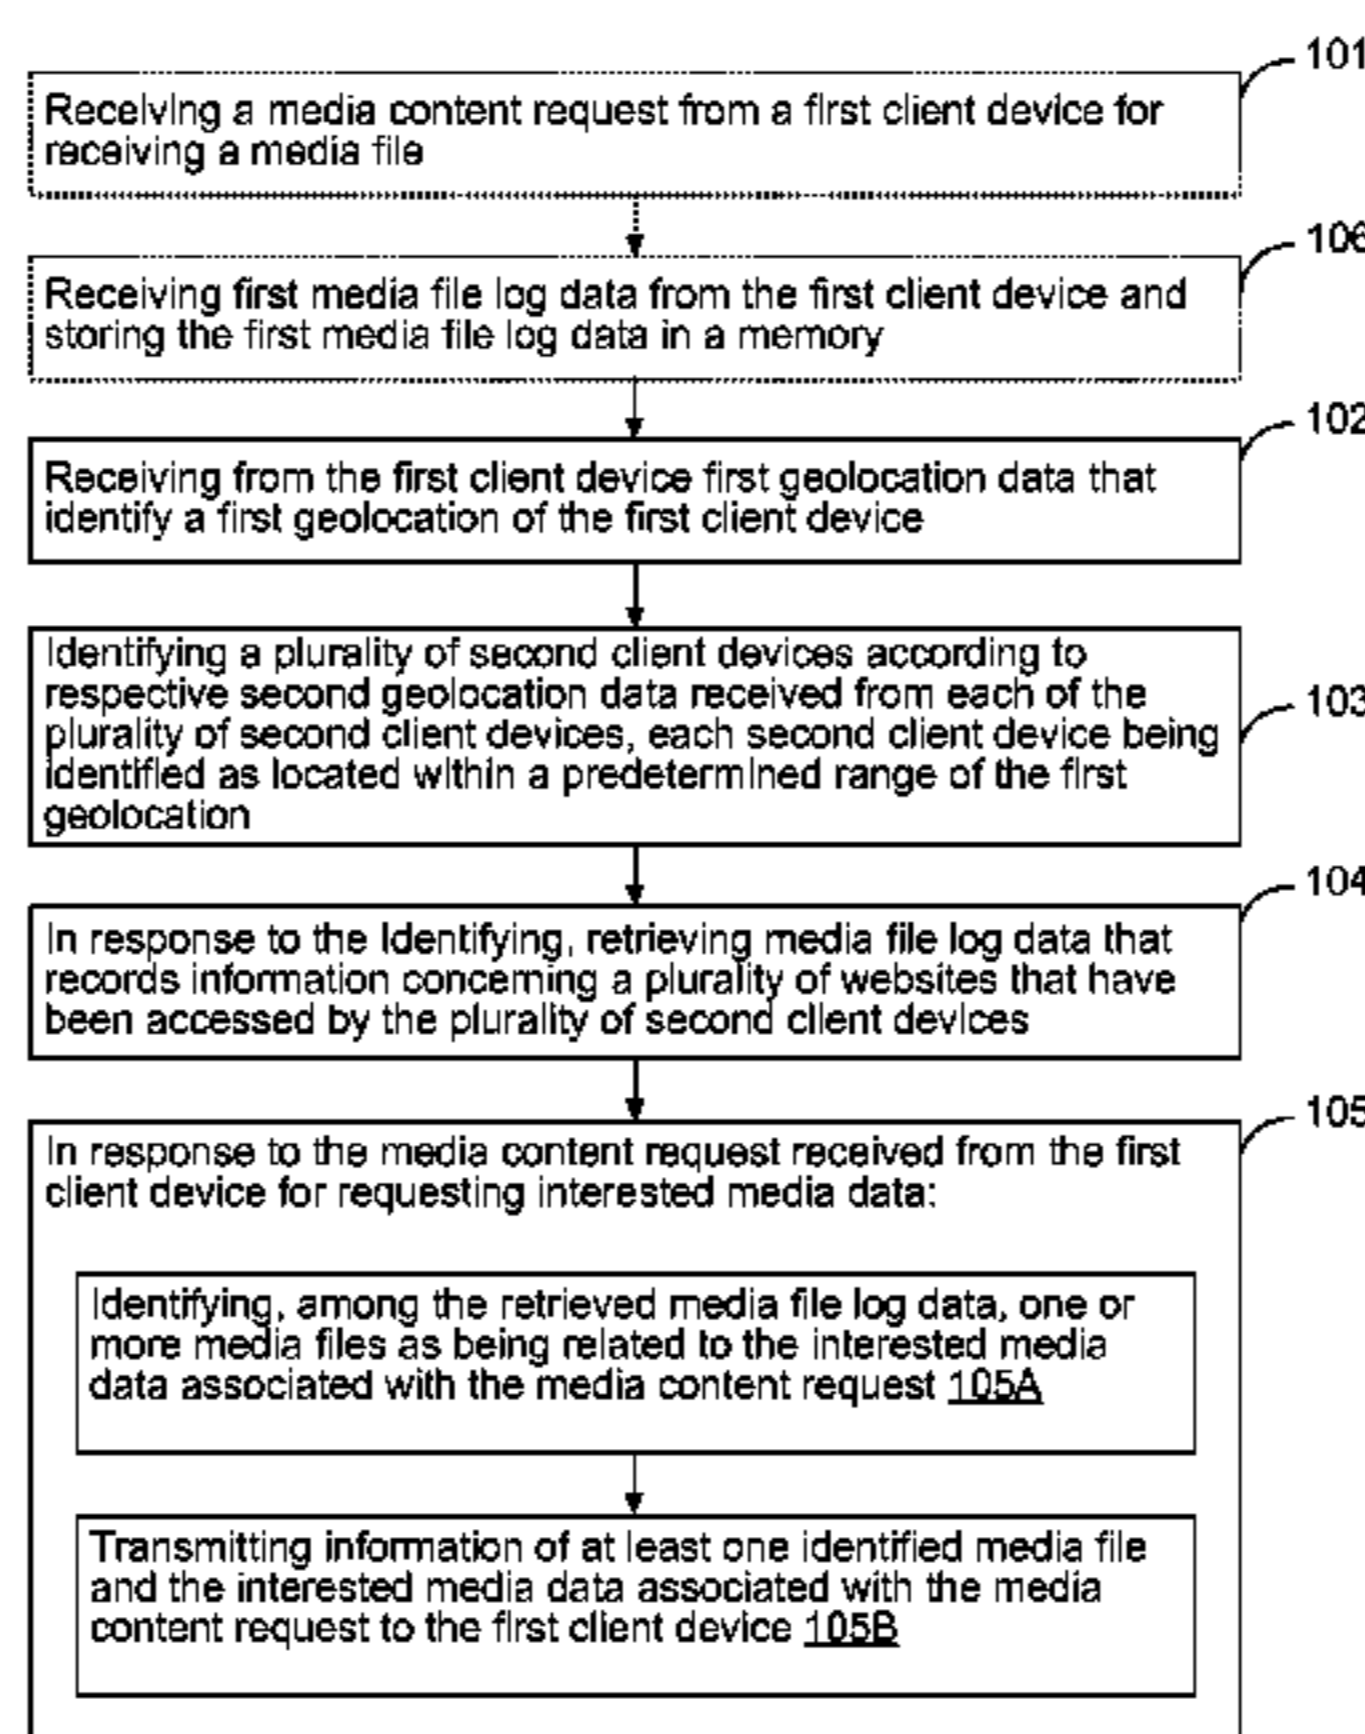 101
Receiving a media content request from a first client device for
receiving a media file
106
Receiving first media file log data from the first client device and
storing the first media file log data in a memory
102
Receiving from the first client device first geolocation data that
identify a first geolocation of the first client device
Identifying a plurality of second client devices according to
respective second geolocation data received from each of the
103
plurality of second client devices, each second client device being
identified as located within a predetermined range of the first
geolocation
104
In response to the Identifying, retrieving media file log data that
records information concerning a plurality of websites that have
been accessed by the plurality of second client devices
105
In response to the media content request received from the first
client device for requesting interested media data:
Identifying, among the retrieved media file log data, one or
more media files as being related to the interested media
data associated with the media content request 105A
Transmitting information of at least one identified media file
and the interested media data associated with the media
content request to the first client device 105B